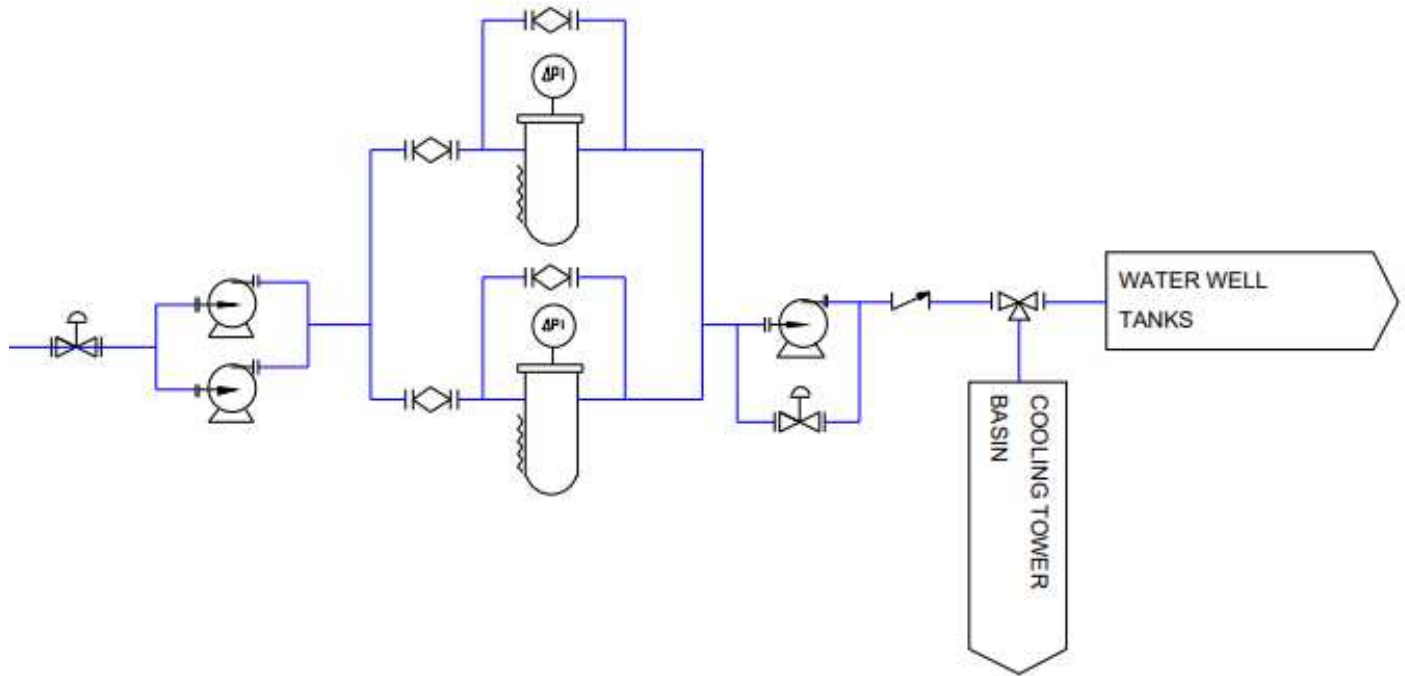 ΔPI
ΔPI
WATER WELL
TANKS
COOLING TOWER
BASIN